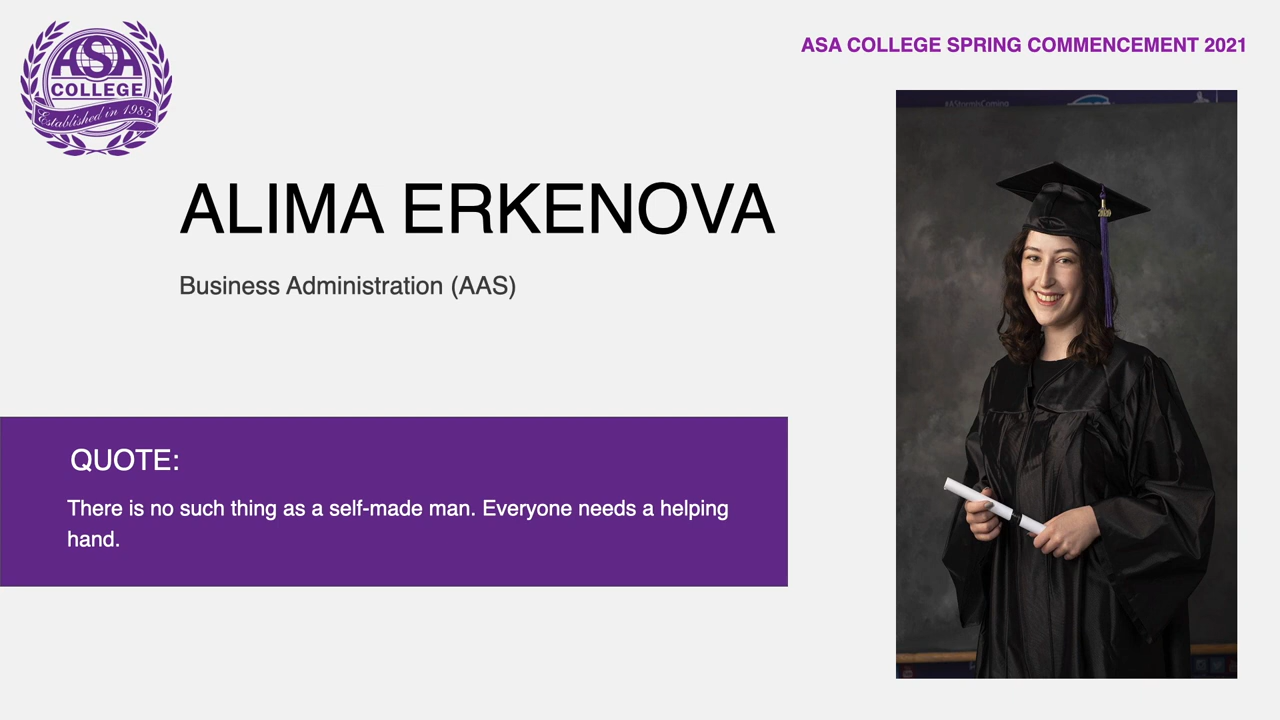 ASA
COLLEGE
Established in 1985
ASA COLLEGE SPRING COMMENCEMENT 2021
#AStormIsComing
ALIMA ERKENOVA
Business Administration (AAS)
QUOTE:
There is no such thing as a self-made man. Everyone needs a helping
hand.